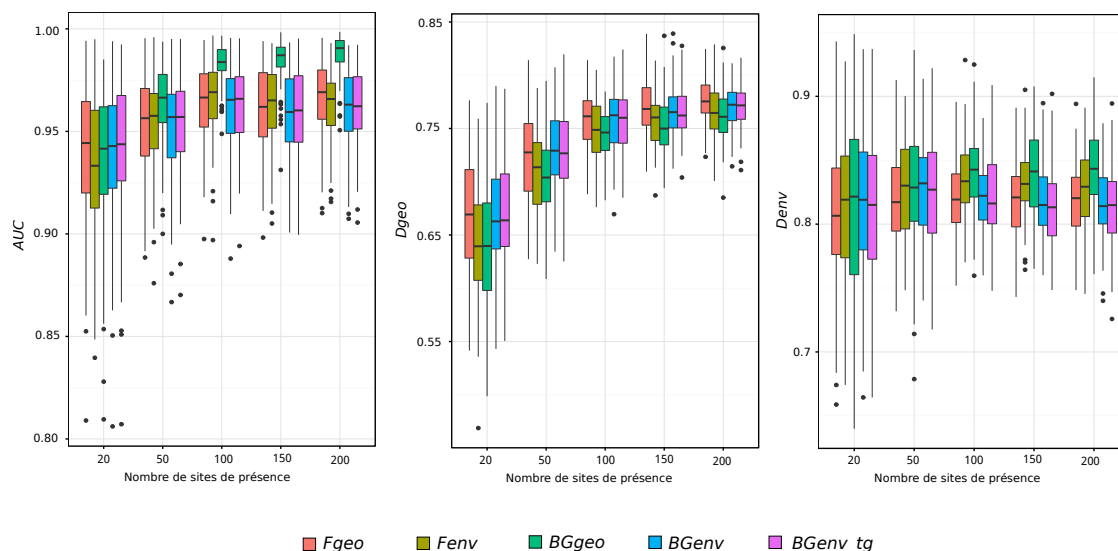 1.00
0.95
0.90
0.85
0.80
AUC
20 50 100 150 200
Nombre de sites de présence
0.85
0.75
0.65
0.55
Dgeo
20 50 100 150 200
Nombre de sites de présence
0.9
0.8
0.7
Denv
20 50 100 150 200
Nombre de sites de présence
Fgeo Fenv BGgeo BGenv BGenv tg